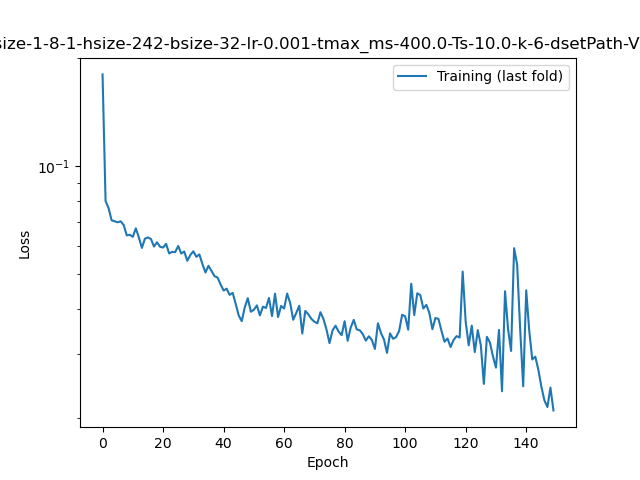 size-1-8-1-hsize-242-bsize-32-lr-0.001-tmax_ms-400.0-Ts-10.0-k-6-dsetPath-V
Training (last fold)
10⁻¹
Loss
0 20 40 60 80 100 120 140
Epoch